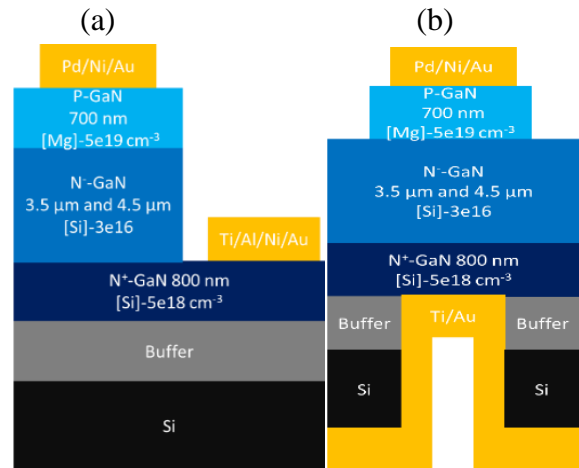 (a)
Pd/Ni/Au
P-GaN
700 nm
[Mg]-5e19 cm⁻³
N⁻-GaN
3.5 μm and 4.5 μm
[Si]-3e16
Ti/Al/Ni/Au
N⁺-GaN 800 nm
[Si]-5e18 cm⁻³
Buffer
Si
(b)
Pd/Ni/Au
P-GaN
700 nm
[Mg]-5e19 cm⁻³
N⁻-GaN
3.5 μm and 4.5 μm
[Si]-3e16
N⁺-GaN 800 nm
[Si]-5e18 cm⁻³
Buffer
Ti/Au
Buffer
Si
Si